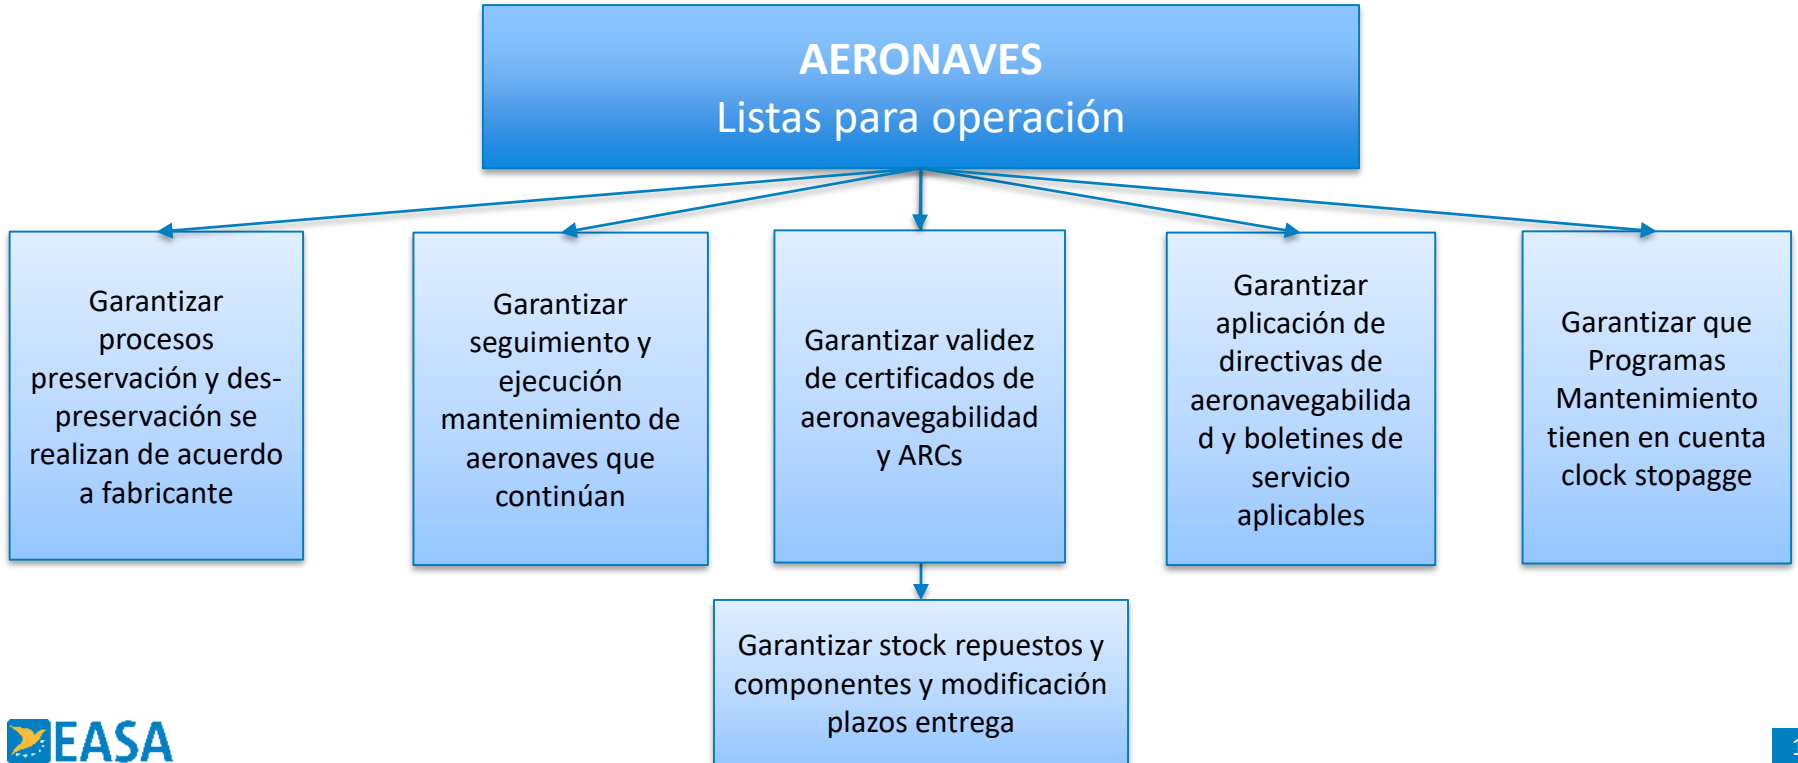 AERONAVES
Listas para operación
Garantizar
procesos
preservación y des-
preservación se
realizan de acuerdo
a fabricante
Garantizar
seguimiento y
ejecución
mantenimiento de
aeronaves que
continúan
Garantizar validez
de certificados de
aeronavegabilidad
y ARCs
Garantizar
aplicación de
directivas de
aeronavegabilida
d y boletines de
servicio
aplicables
Garantizar que
Programas
Mantenimiento
tienen en cuenta
clock stopagge
Garantizar stock repuestos y
componentes y modificación
plazos entrega
EASA